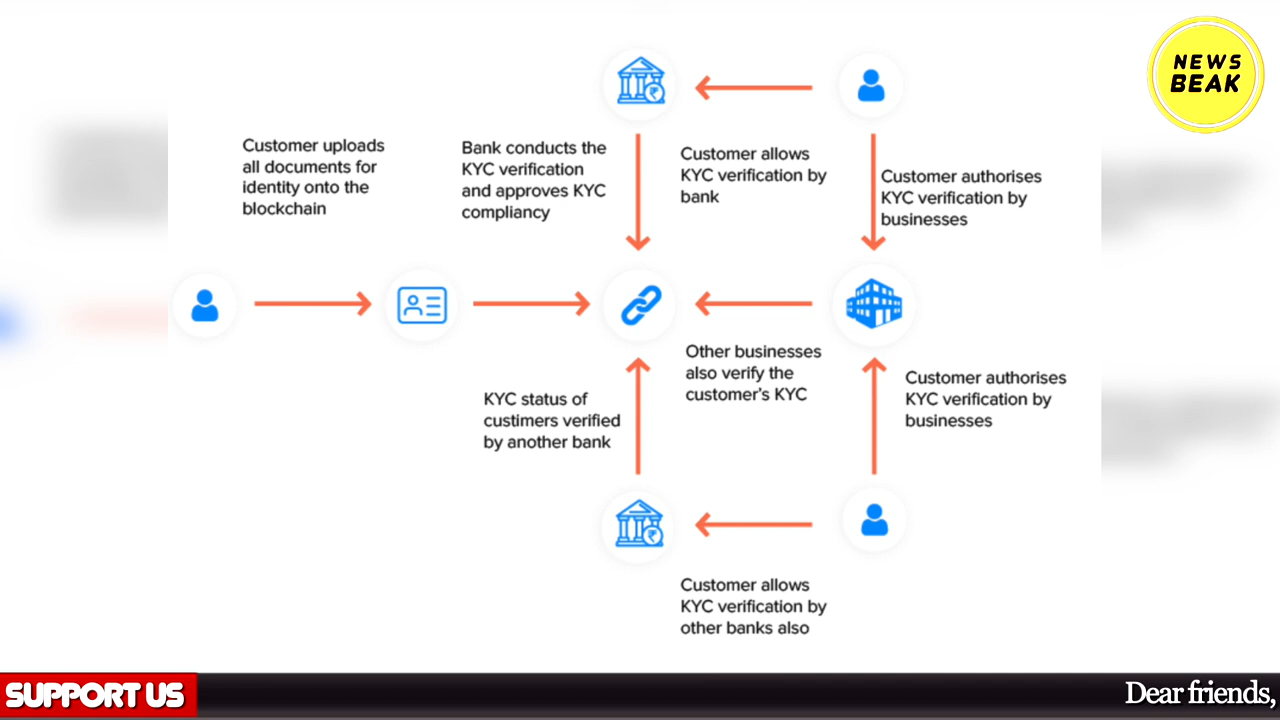 NEWS
BEAK
Customer uploads
all documents for
identity onto the
blockchain
Bank conducts the
KYC verification
and approves KYC
compliancy
Customer allows
KYC verification by
bank
Customer authorises
KYC verification by
businesses
KYC status of
custimers verified
by another bank
Other businesses
also verify the
customer's KYC
Customer authorises
KYC verification by
businesses
Customer allows
KYC verification by
other banks also
SUPPORT US
Dear friends,